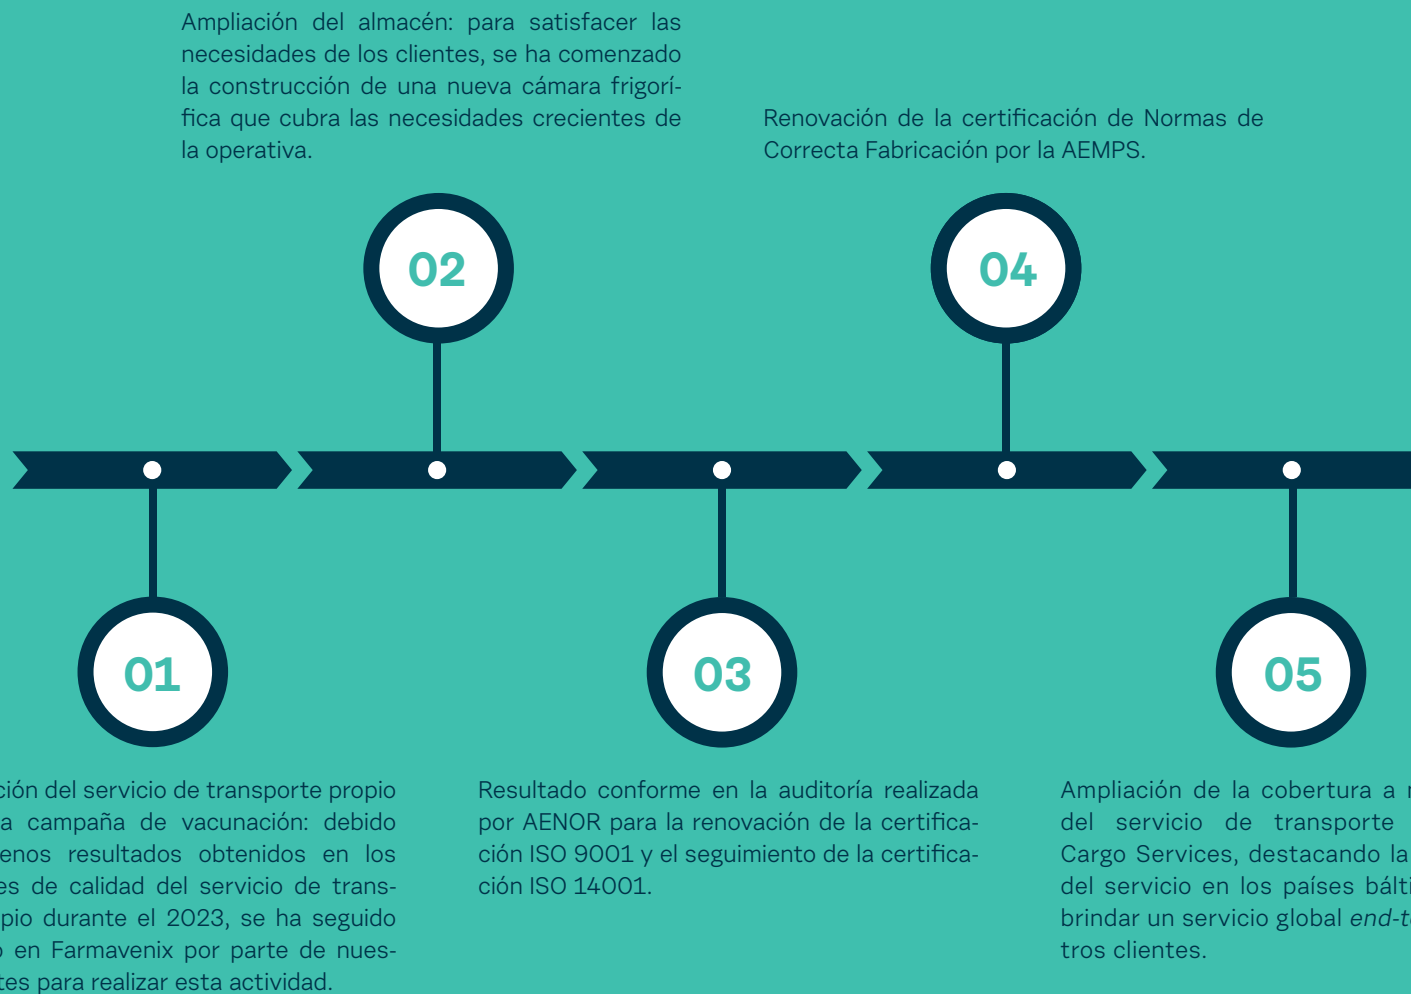 Ampliación del almacén: para satisfacer las
necesidades de los clientes, se ha comenzado
la construcción de una nueva cámara frigorí-
fica que cubra las necesidades crecientes de
la operativa.
Renovación de la certificación de Normas de
Correcta Fabricación por la AEMPS.
02
04
01
03
05
ción del servicio de transporte propio
a campaña de vacunación: debido
enos resultados obtenidos en los
es de calidad del servicio de trans-
pio durante el 2023, se ha seguido
o en Farmavenix por parte de nues-
tes para realizar esta actividad.
Resultado conforme en la auditoría realizada
por AENOR para la renovación de la certifica-
ción ISO 9001 y el seguimiento de la certifica-
ción ISO 14001.
Ampliación de la cobertura a
del servicio de transporte
Cargo Services, destacando la
del servicio en los países bálti
brindar un servicio global end-t
tros clientes.